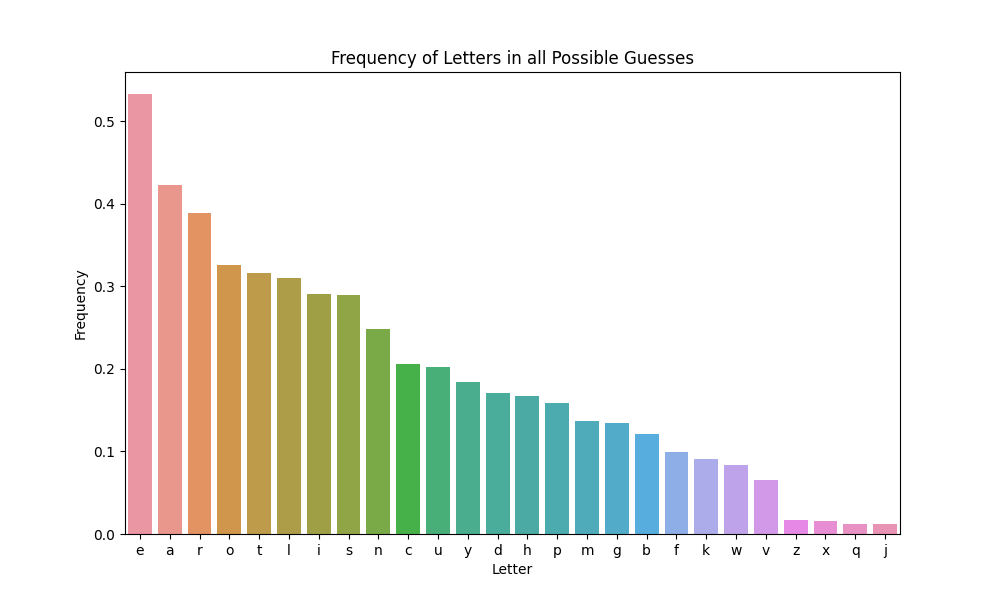 Frequency of Letters in all Possible Guesses
Frequency
0.5
0.4
0.3
0.2
0.1
0.0
e a r o t l i s n c u y d h p m g b f k w v z x q j
Letter